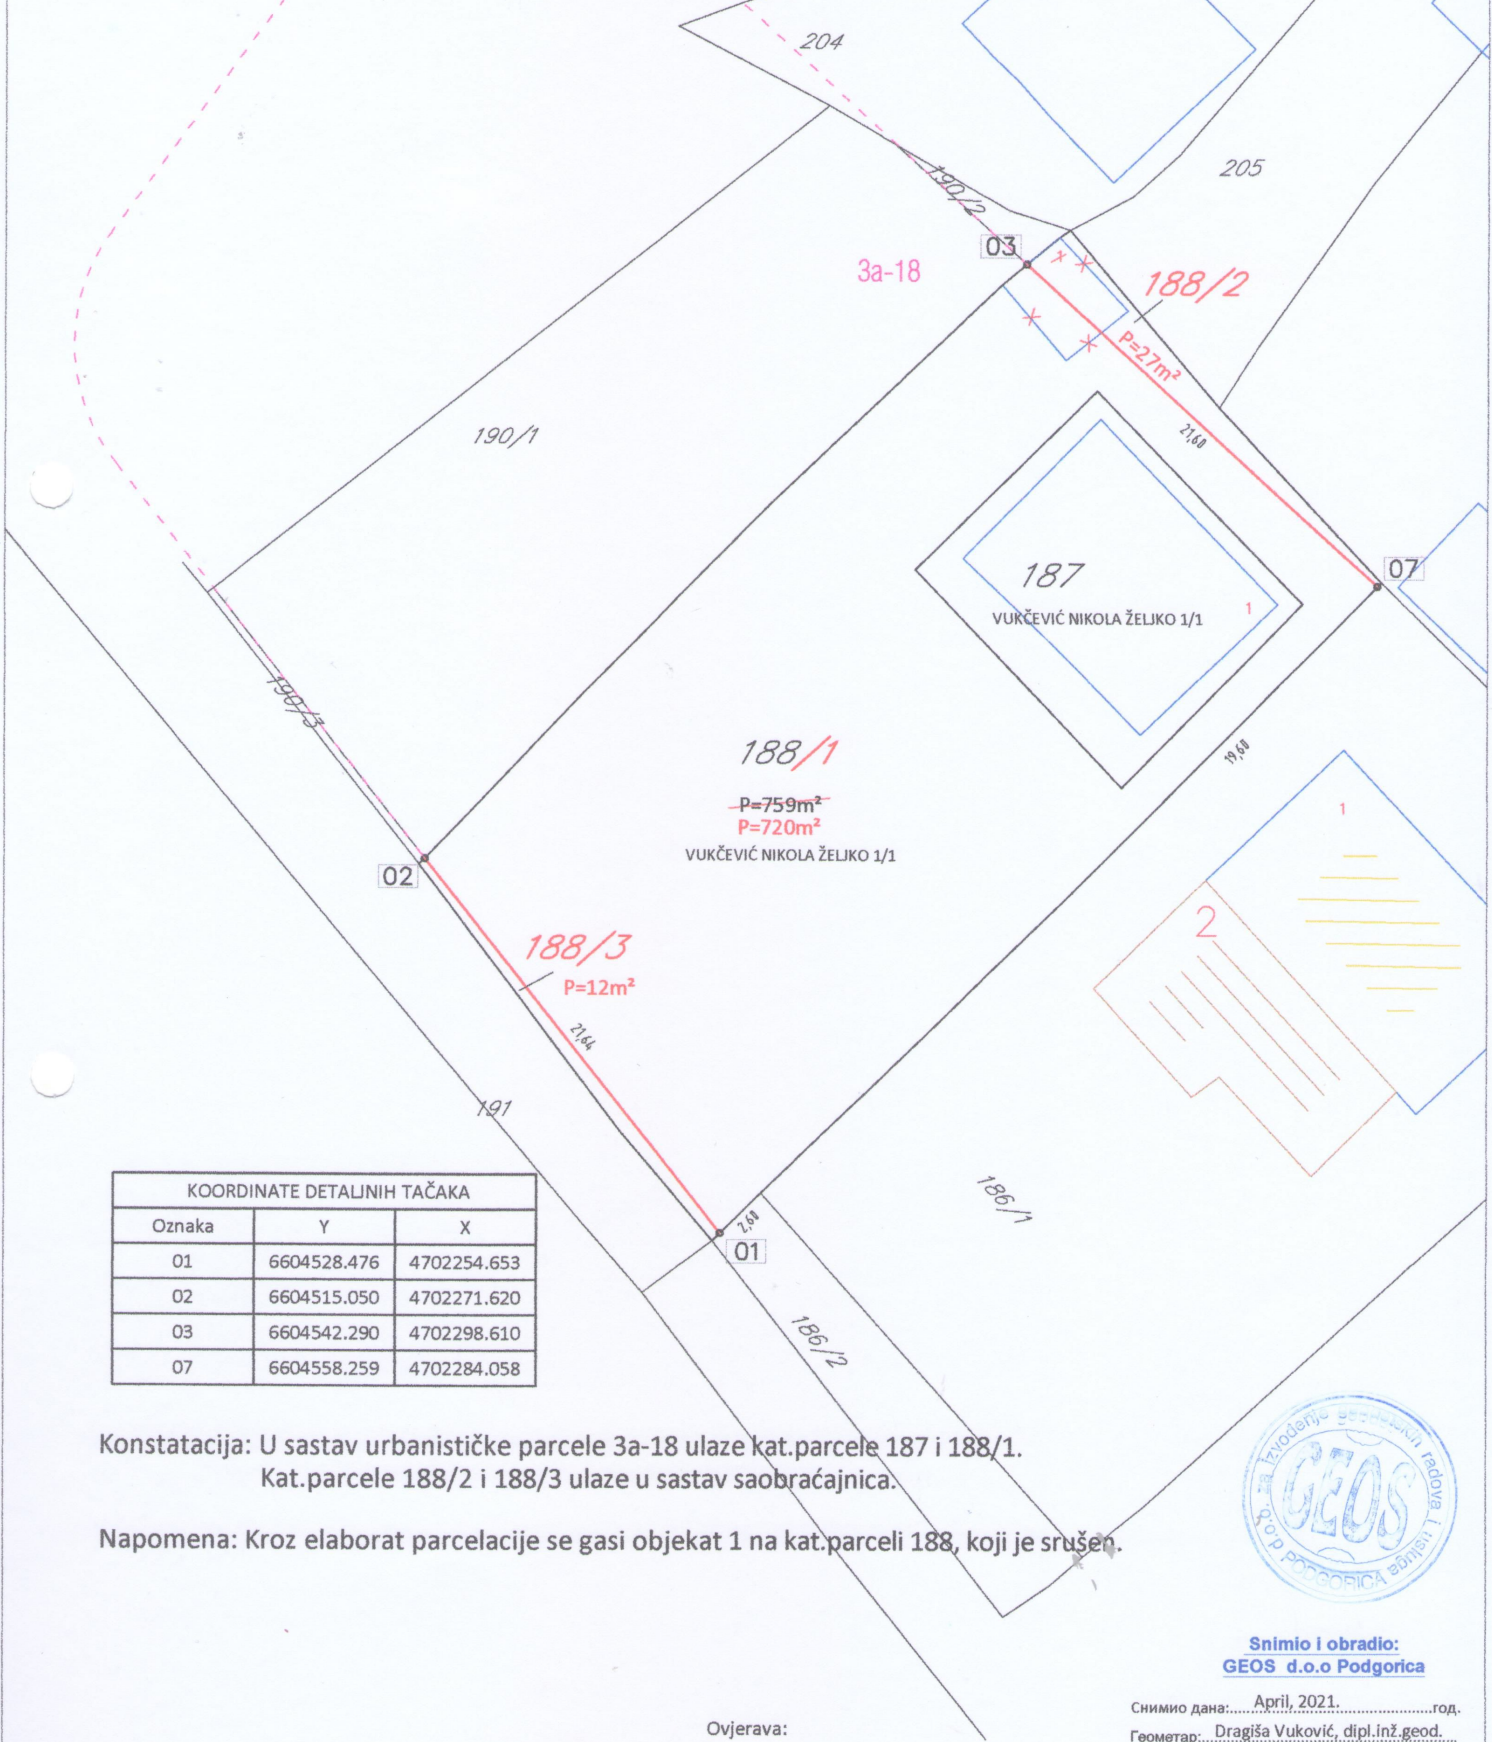 204
205
190/2
03
3a-18
188/2
P=27m²
21,60
190/1
187
VUKČEVIĆ NIKOLA ŽELJKO 1/1
1
07
190/3
19,60
188/1
P=759m²
P=720m²
VUKČEVIĆ NIKOLA ŽELJKO 1/1
1
02
2
188/3
P=12m²
21,64
191
186/1
2,60
01
186/2
KOORDINATE DETALJNIH TAČAKA
Oznaka Y X
01 6604528.476 4702254.653
02 6604515.050 4702271.620
03 6604542.290 4702298.610
07 6604558.259 4702284.058
Konstatacija: U sastav urbanističke parcele 3a-18 ulaze kat.parcele 187 i 188/1.
Kat.parcele 188/2 i 188/3 ulaze u sastav saobraćajnica.
Napomena: Kroz elaborat parcelacije se gasi objekat 1 na kat.parceli 188, koji je srušen.
d.o.o. za izvođenje geodetskih radova i usluga
GEOS
PODGORICA
Snimio i obradio:
GEOS d.o.o Podgorica
Снимио дана:....April, 2021.....................год.
Геометар:...Dragiša Vuković, dipl.inž.geod....
Ovjerava: